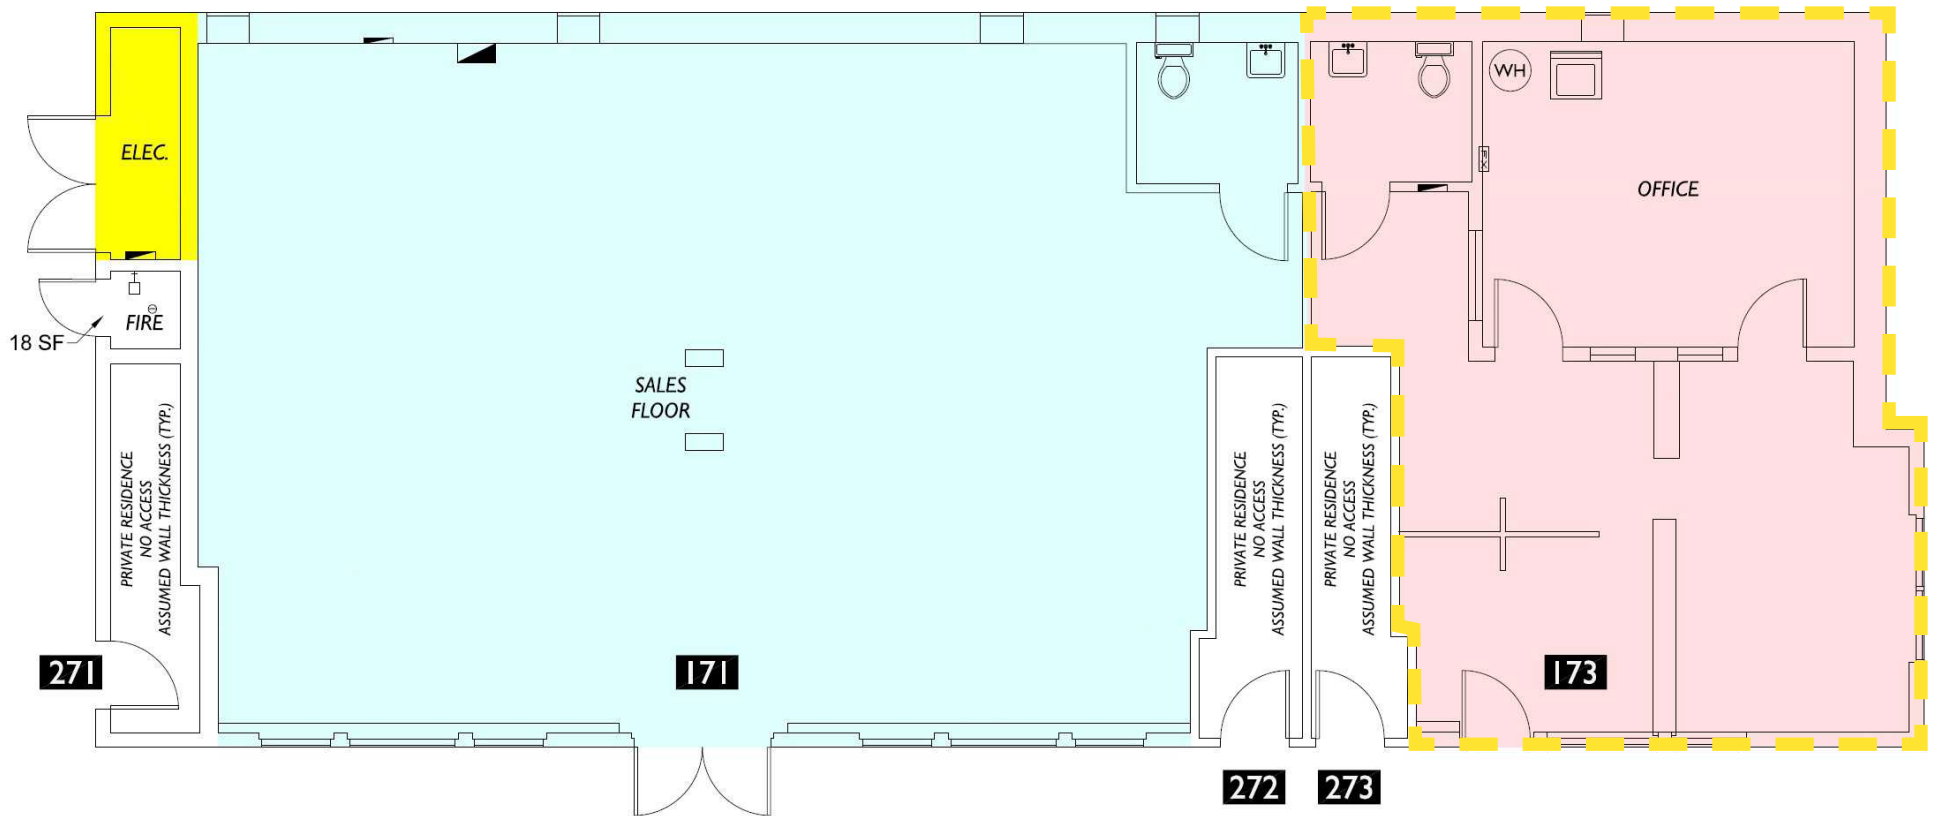 ELEC.
WH
FX
OFFICE
FIRE
18 SF
SALES
FLOOR
PRIVATE RESIDENCE
NO ACCESS
ASSUMED WALL THICKNESS (TYP.)
PRIVATE RESIDENCE
NO ACCESS
ASSUMED WALL THICKNESS (TYP.)
PRIVATE RESIDENCE
NO ACCESS
ASSUMED WALL THICKNESS (TYP.)
271
171
173
272
273